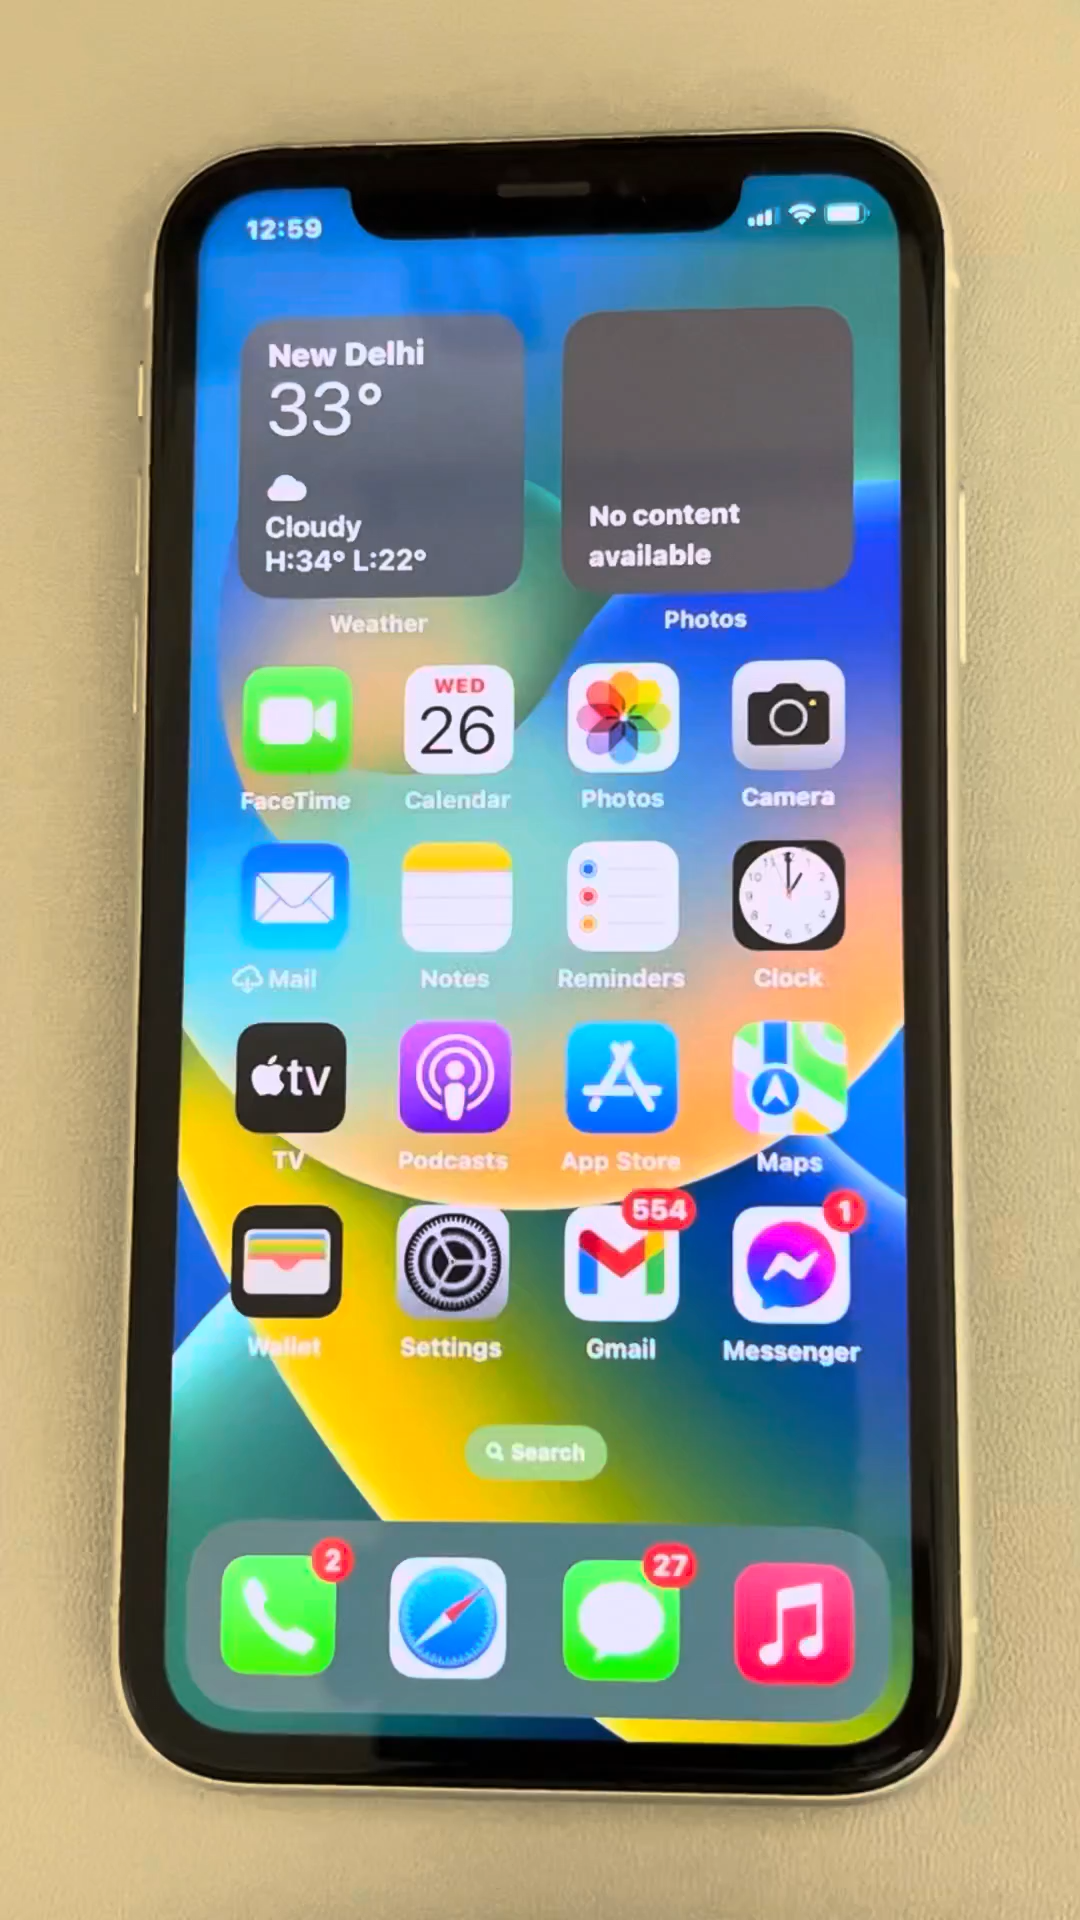 12:59
New Delhi
33°
Cloudy
H:34° L:22°
Weather
No content
available
Photos
WED
26
FaceTime
Calendar
Photos
Camera
Mail
Notes
Reminders
Clock
tv
TV
Podcasts
App Store
Maps
554
1
Wallet
Settings
Gmail
Messenger
Search
2
27